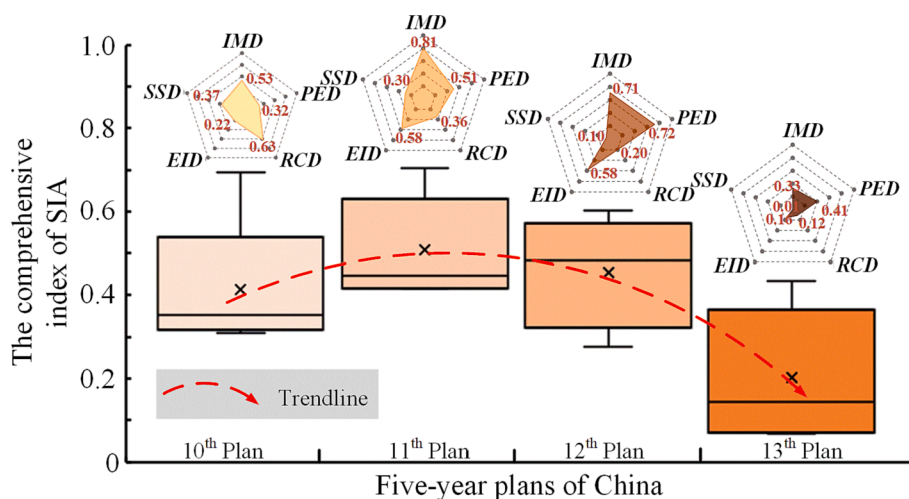 The comprehensive
index of SIA
1.0
0.8
0.6
0.4
0.2
0
IMD
0.53
SSD
0.37
0.32
PED
0.22
0.63
EID
RCD
IMD
0.81
SSD
0.30
0.51
PED
0.58
0.36
EID
RCD
IMD
0.71
SSD
0.10
0.72
PED
0.58
0.20
EID
RCD
IMD
0.33
SSD
0.01
0.41
PED
0.16
0.12
EID
RCD
Trendline
10th Plan
11th Plan
12th Plan
13th Plan
Five-year plans of China